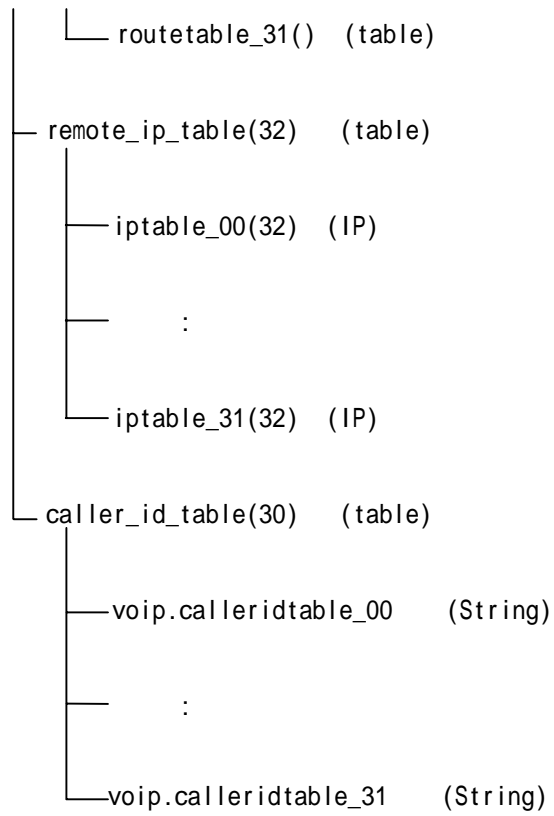 routetable_31() (table)
remote_ip_table(32) (table)
iptable_00(32) (IP)
:
iptable_31(32) (IP)
caller_id_table(30) (table)
voip.calleridtable_00 (String)
:
voip.calleridtable_31 (String)